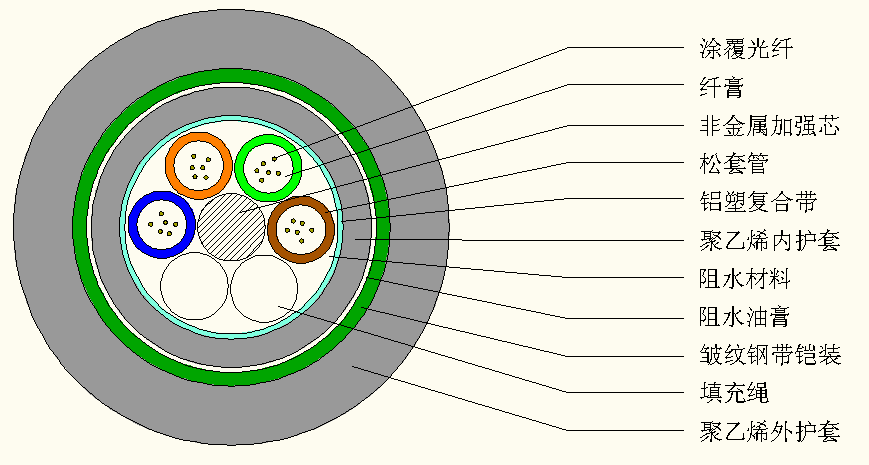 涂覆光纤
纤膏
非金属加强芯
松套管
铝塑复合带
聚乙烯内护套
阻水材料
阻水油膏
皱纹钢带铠装
填充绳
聚乙烯外护套